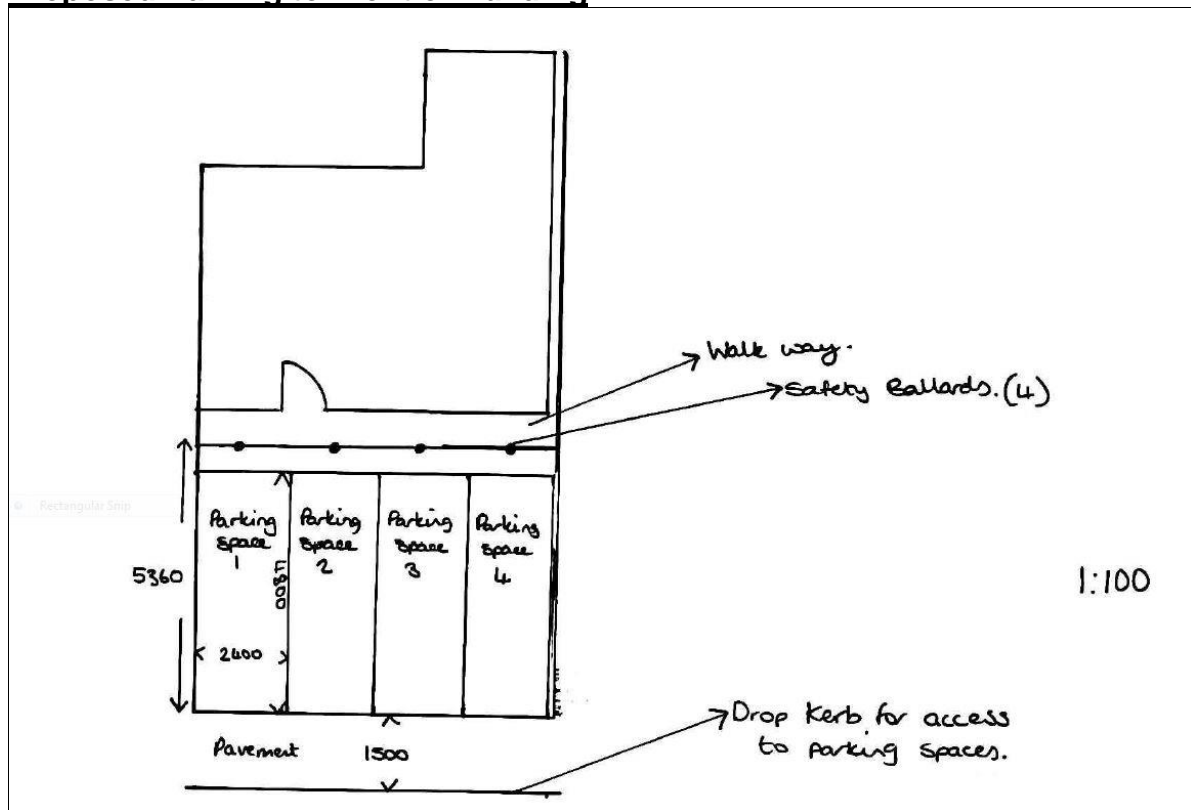 Walk way.
Safety Ballards. (4)
Rectangular Snip
Parking
space
1
Parking
space
2
Parking
space
3
Parking
space
4
4800
5360
1:100
2400
Drop Kerb for access
to parking spaces.
Pavement
1500